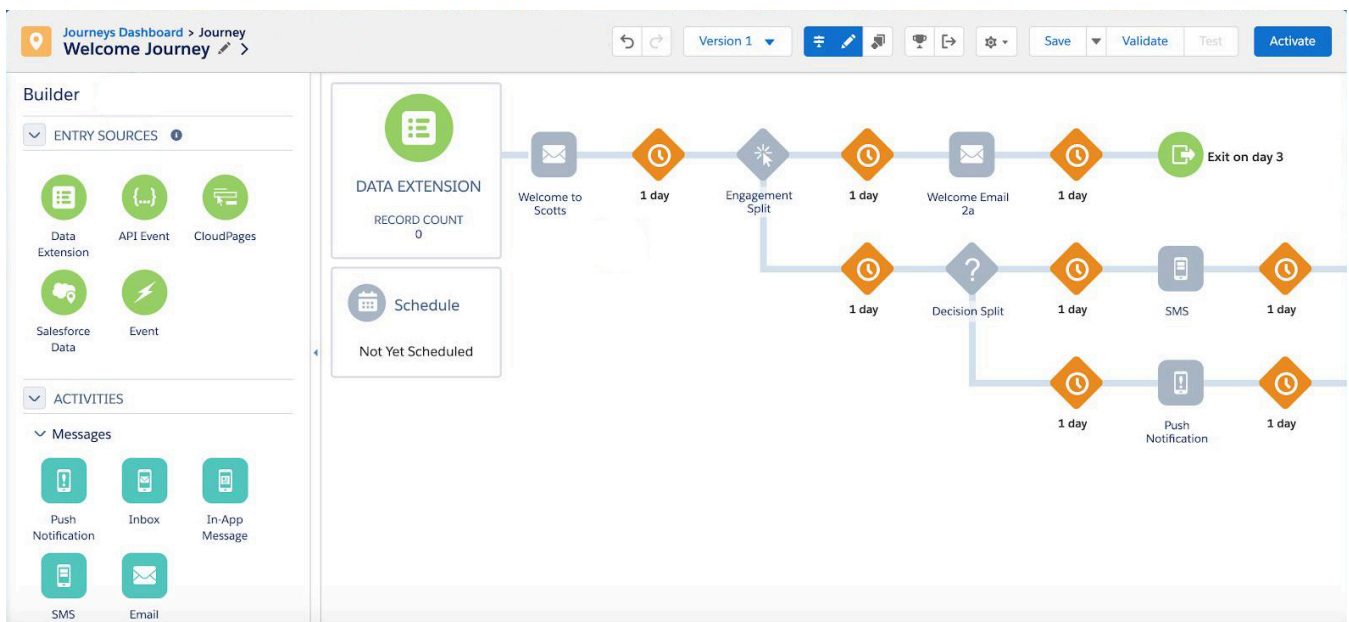 Journeys Dashboard > Journey
Welcome Journey
Version 1
Save
Validate
Test
Activate
Builder
ENTRY SOURCES
Data Extension
API Event
CloudPages
Salesforce Data
Event
ACTIVITIES
Messages
Push Notification
Inbox
In-App Message
SMS
Email
DATA EXTENSION
RECORD COUNT
0
Schedule
Not Yet Scheduled
Welcome to Scotts
1 day
Engagement Split
1 day
Welcome Email 2a
1 day
Exit on day 3
1 day
Decision Split
1 day
SMS
1 day
1 day
Push Notification
1 day